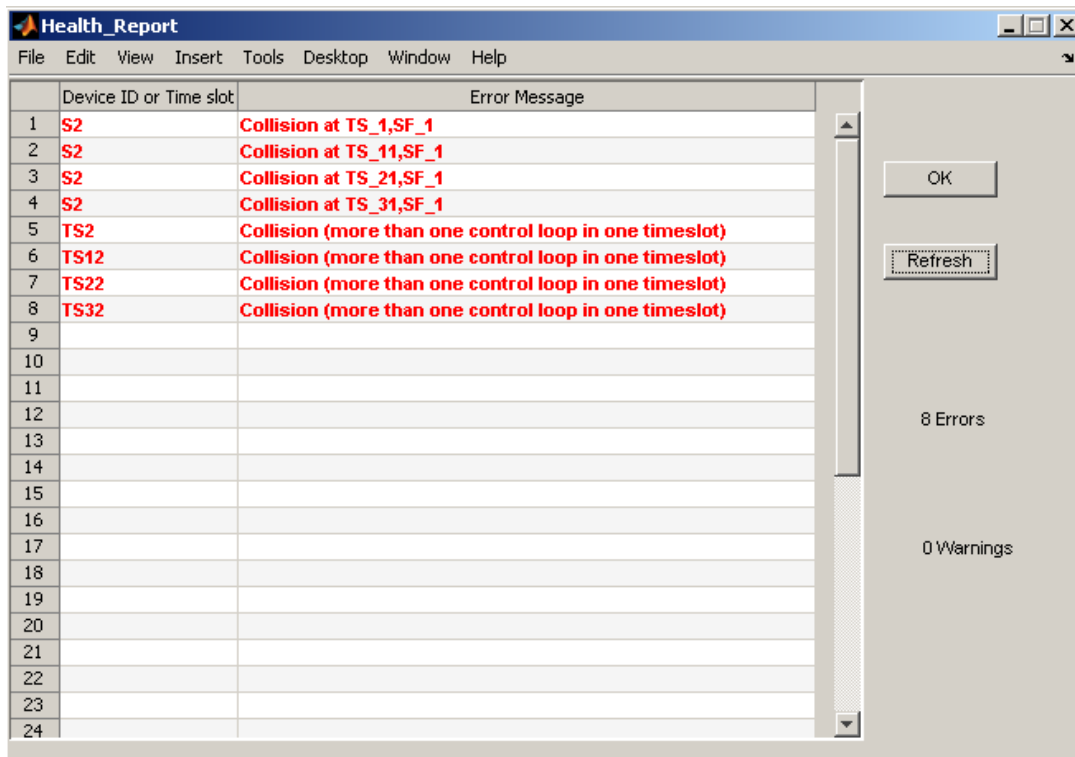 Health_Report
File Edit View Insert Tools Desktop Window Help
Device ID or Time slot Error Message
1 S2 Collision at TS_1,SF_1
2 S2 Collision at TS_11,SF_1
3 S2 Collision at TS_21,SF_1
4 S2 Collision at TS_31,SF_1
5 TS2 Collision (more than one control loop in one timeslot)
6 TS12 Collision (more than one control loop in one timeslot)
7 TS22 Collision (more than one control loop in one timeslot)
8 TS32 Collision (more than one control loop in one timeslot)
9
10
11
12
13
14
15
16
17
18
19
20
21
22
23
24
OK
Refresh
8 Errors
0 Warnings